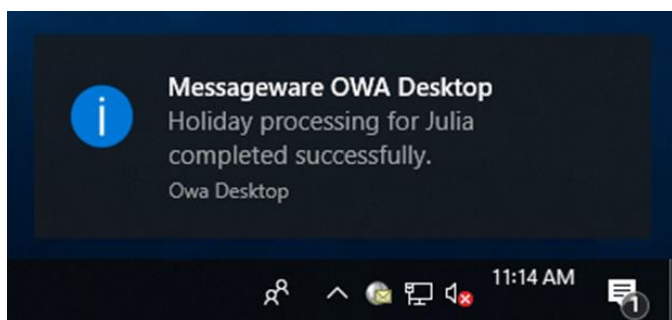 Messageware OWA Desktop
Holiday processing for Julia
completed successfully.
Owa Desktop
11:14 AM
1